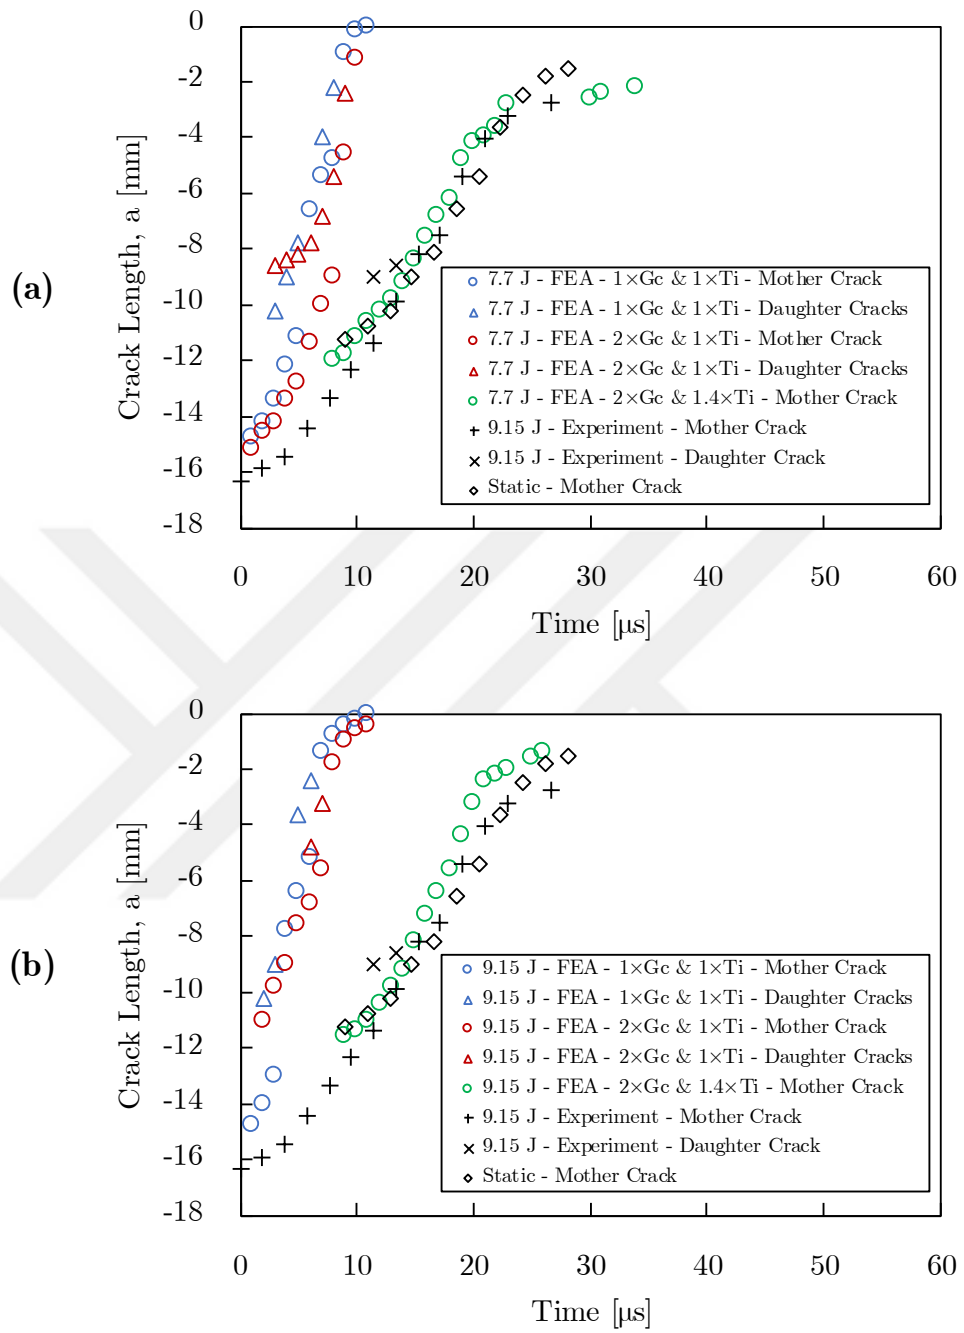 0
-2
-4
-6
-8
-10
-12
-14
-16
-18
Crack Length, a [mm]
(a)
7.7 J - FEA - 1×Gc & 1×Ti - Mother Crack
7.7 J - FEA - 1×Gc & 1×Ti - Daughter Cracks
7.7 J - FEA - 2×Gc & 1×Ti - Mother Crack
7.7 J - FEA - 2×Gc & 1×Ti - Daughter Cracks
7.7 J - FEA - 2×Gc & 1.4×Ti - Mother Crack
9.15 J - Experiment - Mother Crack
9.15 J - Experiment - Daughter Crack
Static - Mother Crack
0 10 20 30 40 50 60
Time [μs]
0
-2
-4
-6
-8
-10
-12
-14
-16
-18
Crack Length, a [mm]
(b)
9.15 J - FEA - 1×Gc & 1×Ti - Mother Crack
9.15 J - FEA - 1×Gc & 1×Ti - Daughter Cracks
9.15 J - FEA - 2×Gc & 1×Ti - Mother Crack
9.15 J - FEA - 2×Gc & 1×Ti - Daughter Cracks
9.15 J - FEA - 2×Gc & 1.4×Ti - Mother Crack
9.15 J - Experiment - Mother Crack
9.15 J - Experiment - Daughter Crack
Static - Mother Crack
0 10 20 30 40 50 60
Time [μs]